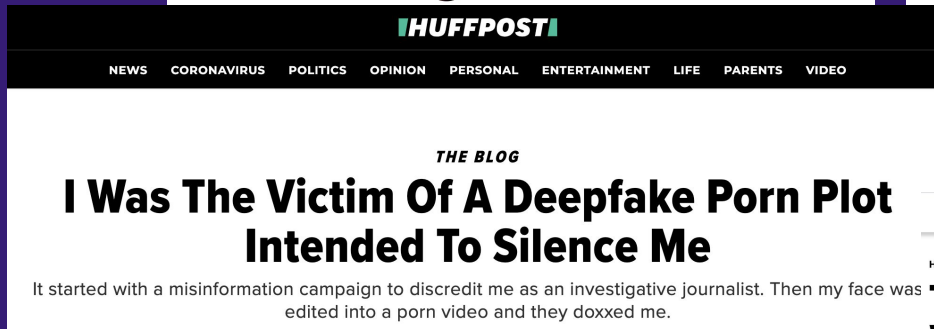 HUFFPOST
NEWS CORONAVIRUS POLITICS OPINION PERSONAL ENTERTAINMENT LIFE PARENTS VIDEO
THE BLOG
I Was The Victim Of A Deepfake Porn Plot
Intended To Silence Me
It started with a misinformation campaign to discredit me as an investigative journalist. Then my face was
edited into a porn video and they doxxed me.